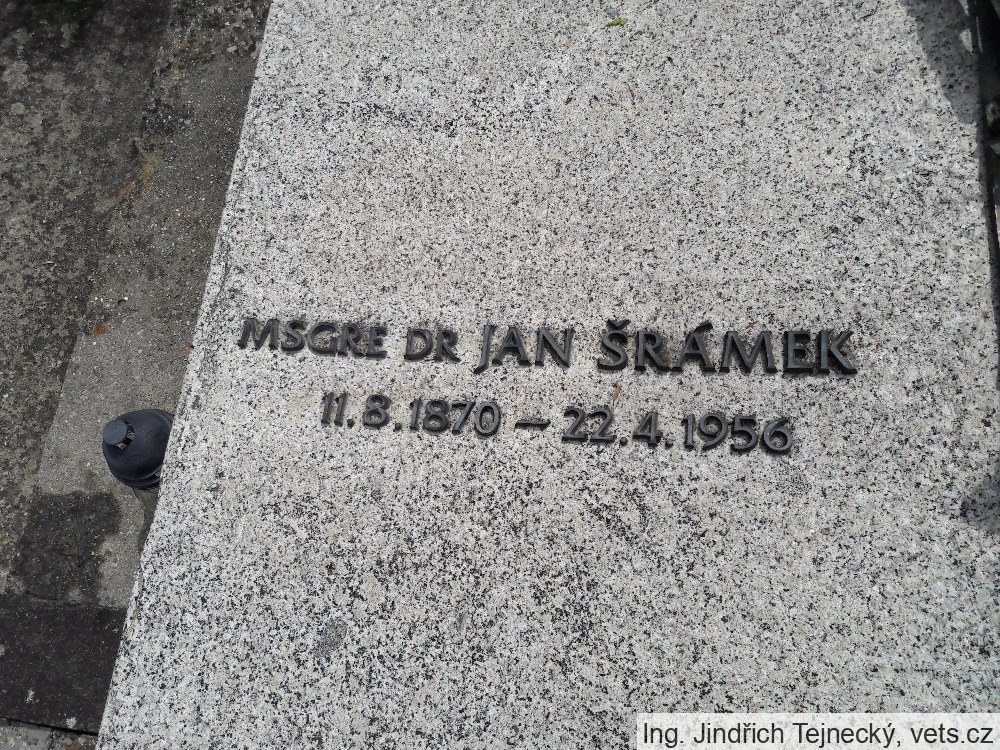 MSGRE DR JAN ŠRÁMEK
11.8.1870 – 22.4.1956
Ing. Jindřich Tejnecký, vets.cz